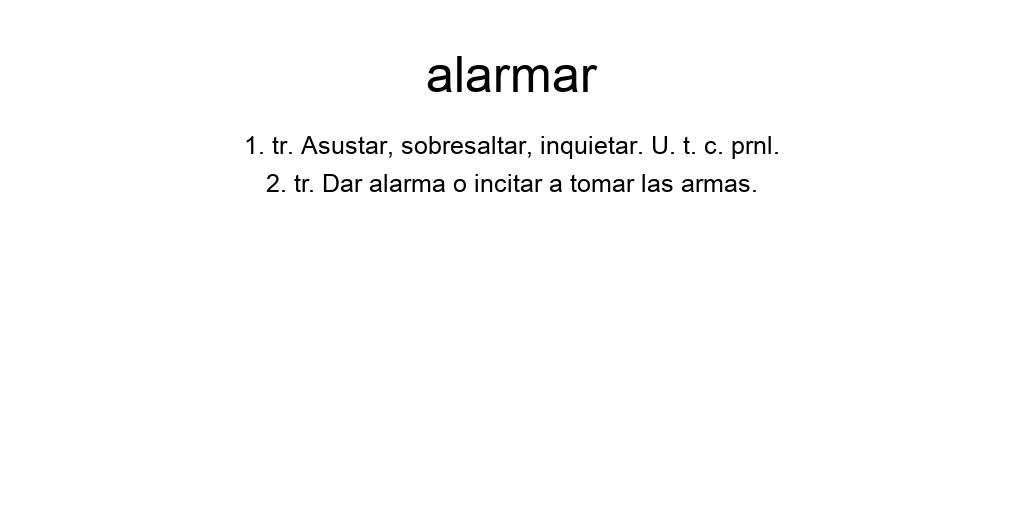 alarmar
1. tr. Asustar, sobresaltar, inquietar. U. t. c. prnl.
2. tr. Dar alarma o incitar a tomar las armas.